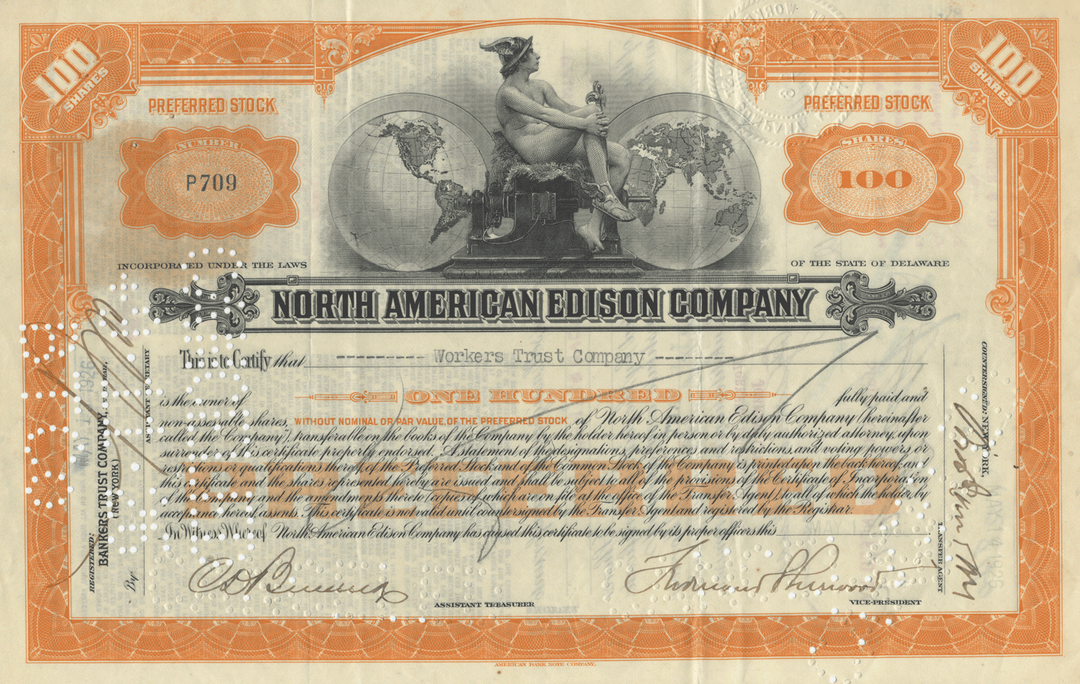 100 SHARES
100 SHARES
PREFERRED STOCK
PREFERRED STOCK
NUMBER
P709
SHARES
100
INCORPORATED UNDER THE LAWS
OF THE STATE OF DELAWARE
NORTH AMERICAN EDISON COMPANY
This is to Certify that ---------- Workers Trust Company ---------
is the owner of ONE HUNDRED fully paid and
non-assessable shares, WITHOUT NOMINAL OR PAR VALUE, OF THE PREFERRED STOCK of North American Edison Company (hereinafter
called the Company), transferable on the books of the Company by the holder hereof in person or by duly authorized attorney, upon
surrender of this certificate properly endorsed. A statement of the designations, preferences and restrictions, and voting powers or
restrictions or qualifications thereof, of the Preferred Stock and of the Common Stock of the Company is printed upon the back hereof, and
this certificate and the shares represented hereby are issued and shall be subject to all of the provisions of the Certificate of Incorporation
of the Company and the amendments thereto (copies of which are on file at the office of the Transfer Agent) to all of which the holder, by
acceptance hereof, assents. This certificate is not valid until countersigned by the Transfer Agent and registered by the Registrar.
In Witness Whereof North American Edison Company has caused this certificate to be signed by its proper officers this
ASSISTANT TREASURER
VICE-PRESIDENT
REGISTERED:
BANKERS TRUST COMPANY,
(NEW YORK)
By
COUNTERSIGNED: NEW YORK.
TRANSFER AGENT
AMERICAN BANK NOTE COMPANY.